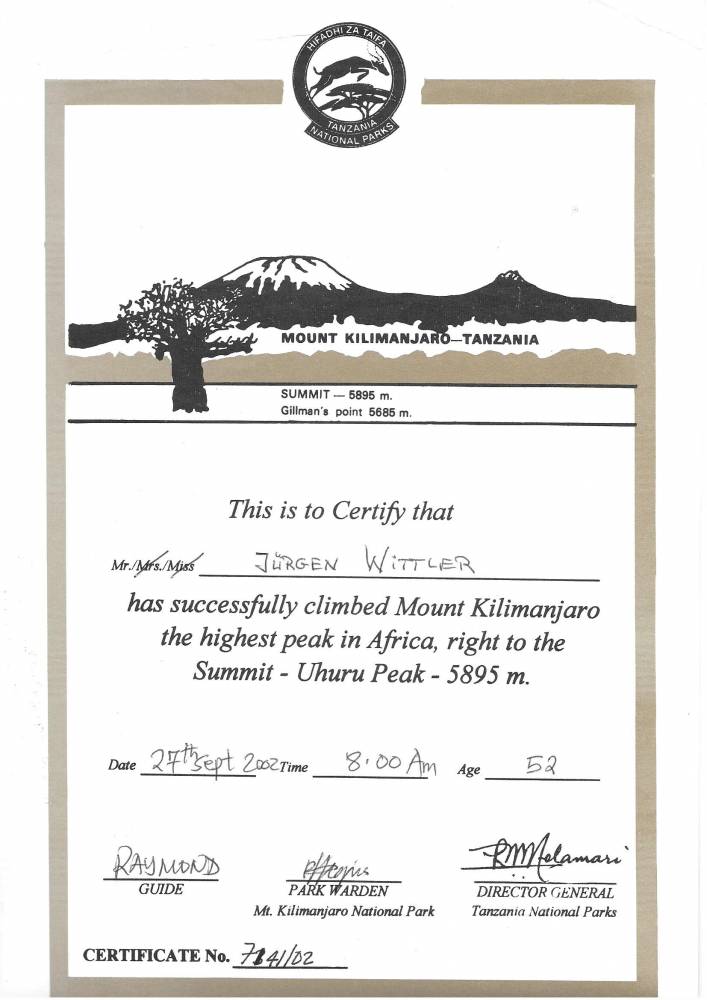 HIFADHI ZA TAIFA
TANZANIA
NATIONAL PARKS
MOUNT KILIMANJARO—TANZANIA
SUMMIT — 5895 m.
Gillman's point 5685 m.
This is to Certify that
Mr./Mrs./Miss JÜRGEN WITTLER
has successfully climbed Mount Kilimanjaro
the highest peak in Africa, right to the
Summit - Uhuru Peak - 5895 m.
Date 27th Sept 2002 Time 8:00 Am Age 52
RAYMOND
GUIDE PARK WARDEN DIRECTOR GENERAL
Mt. Kilimanjaro National Park Tanzania National Parks
CERTIFICATE No.